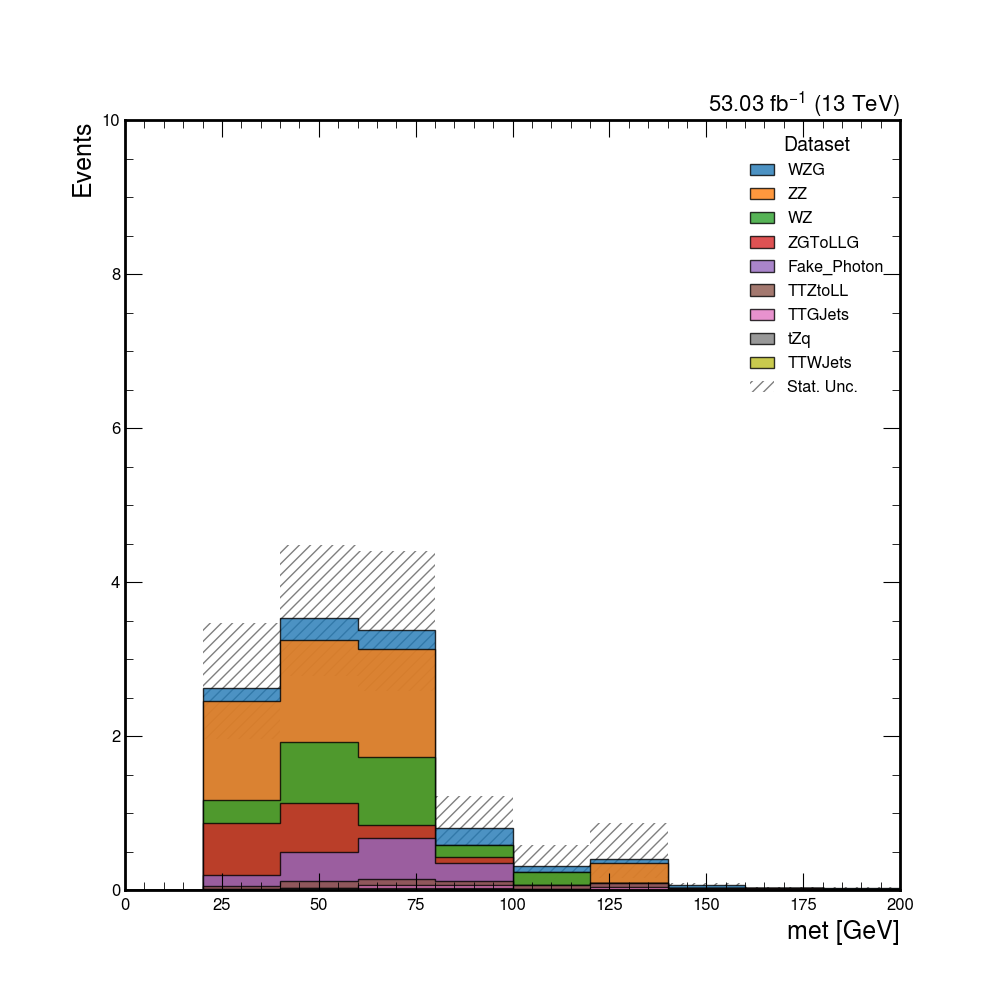 53.03 fb⁻¹ (13 TeV)
Events
10
8
6
4
2
0
Dataset
WZG
ZZ
WZ
ZGToLLG
Fake_Photon
TTZtoLL
TTGJets
tZq
TTWJets
Stat. Unc.
0 25 50 75 100 125 150 175 200
met [GeV]